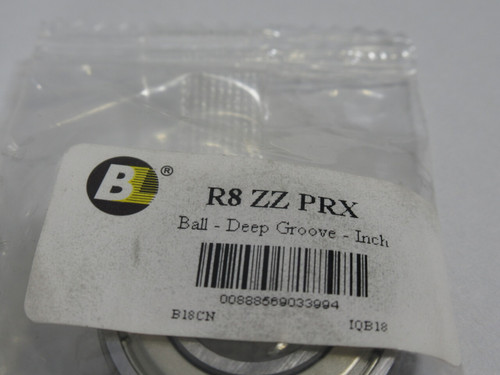 BL®
R8 ZZ PRX
Ball - Deep Groove - Inch
00888569033994
B18CN IQB18